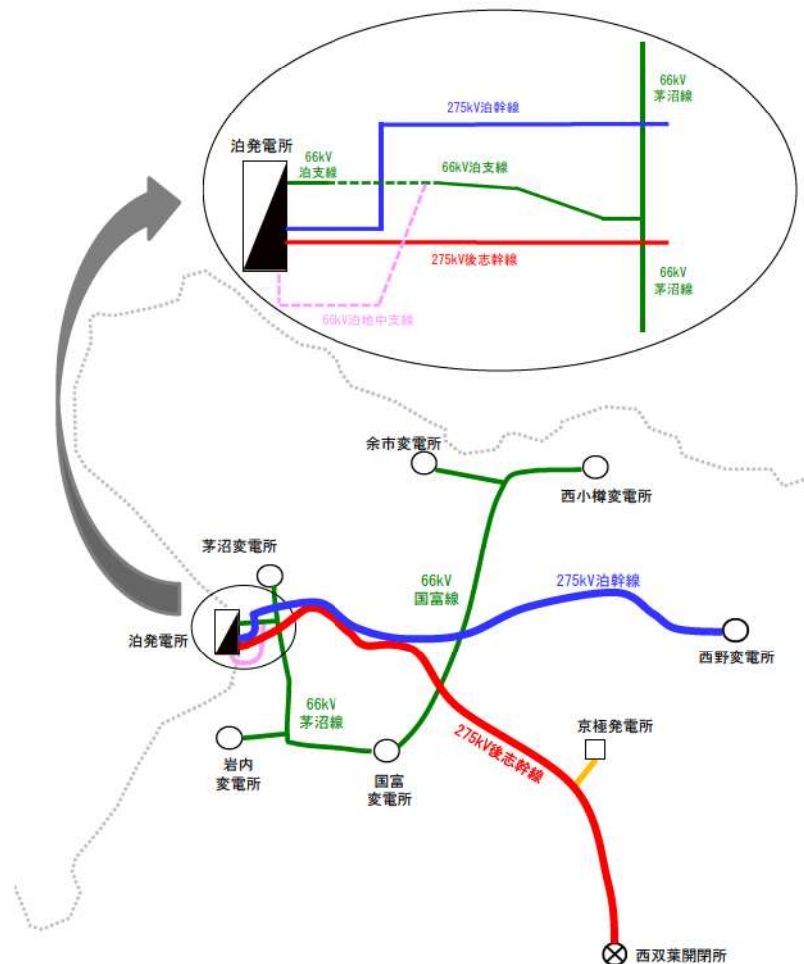 66kV
茅沼線
275kV泊幹線
泊発電所
66kV
泊支線
66kV泊支線
275kV後志幹線
66kV
茅沼線
66kV泊地中支線
余市変電所
西小樽変電所
茅沼変電所
66kV
国富線
275kV泊幹線
泊発電所
西野変電所
66kV
茅沼線
京極発電所
275kV後志幹線
岩内
変電所
国富
変電所
西双葉開閉所